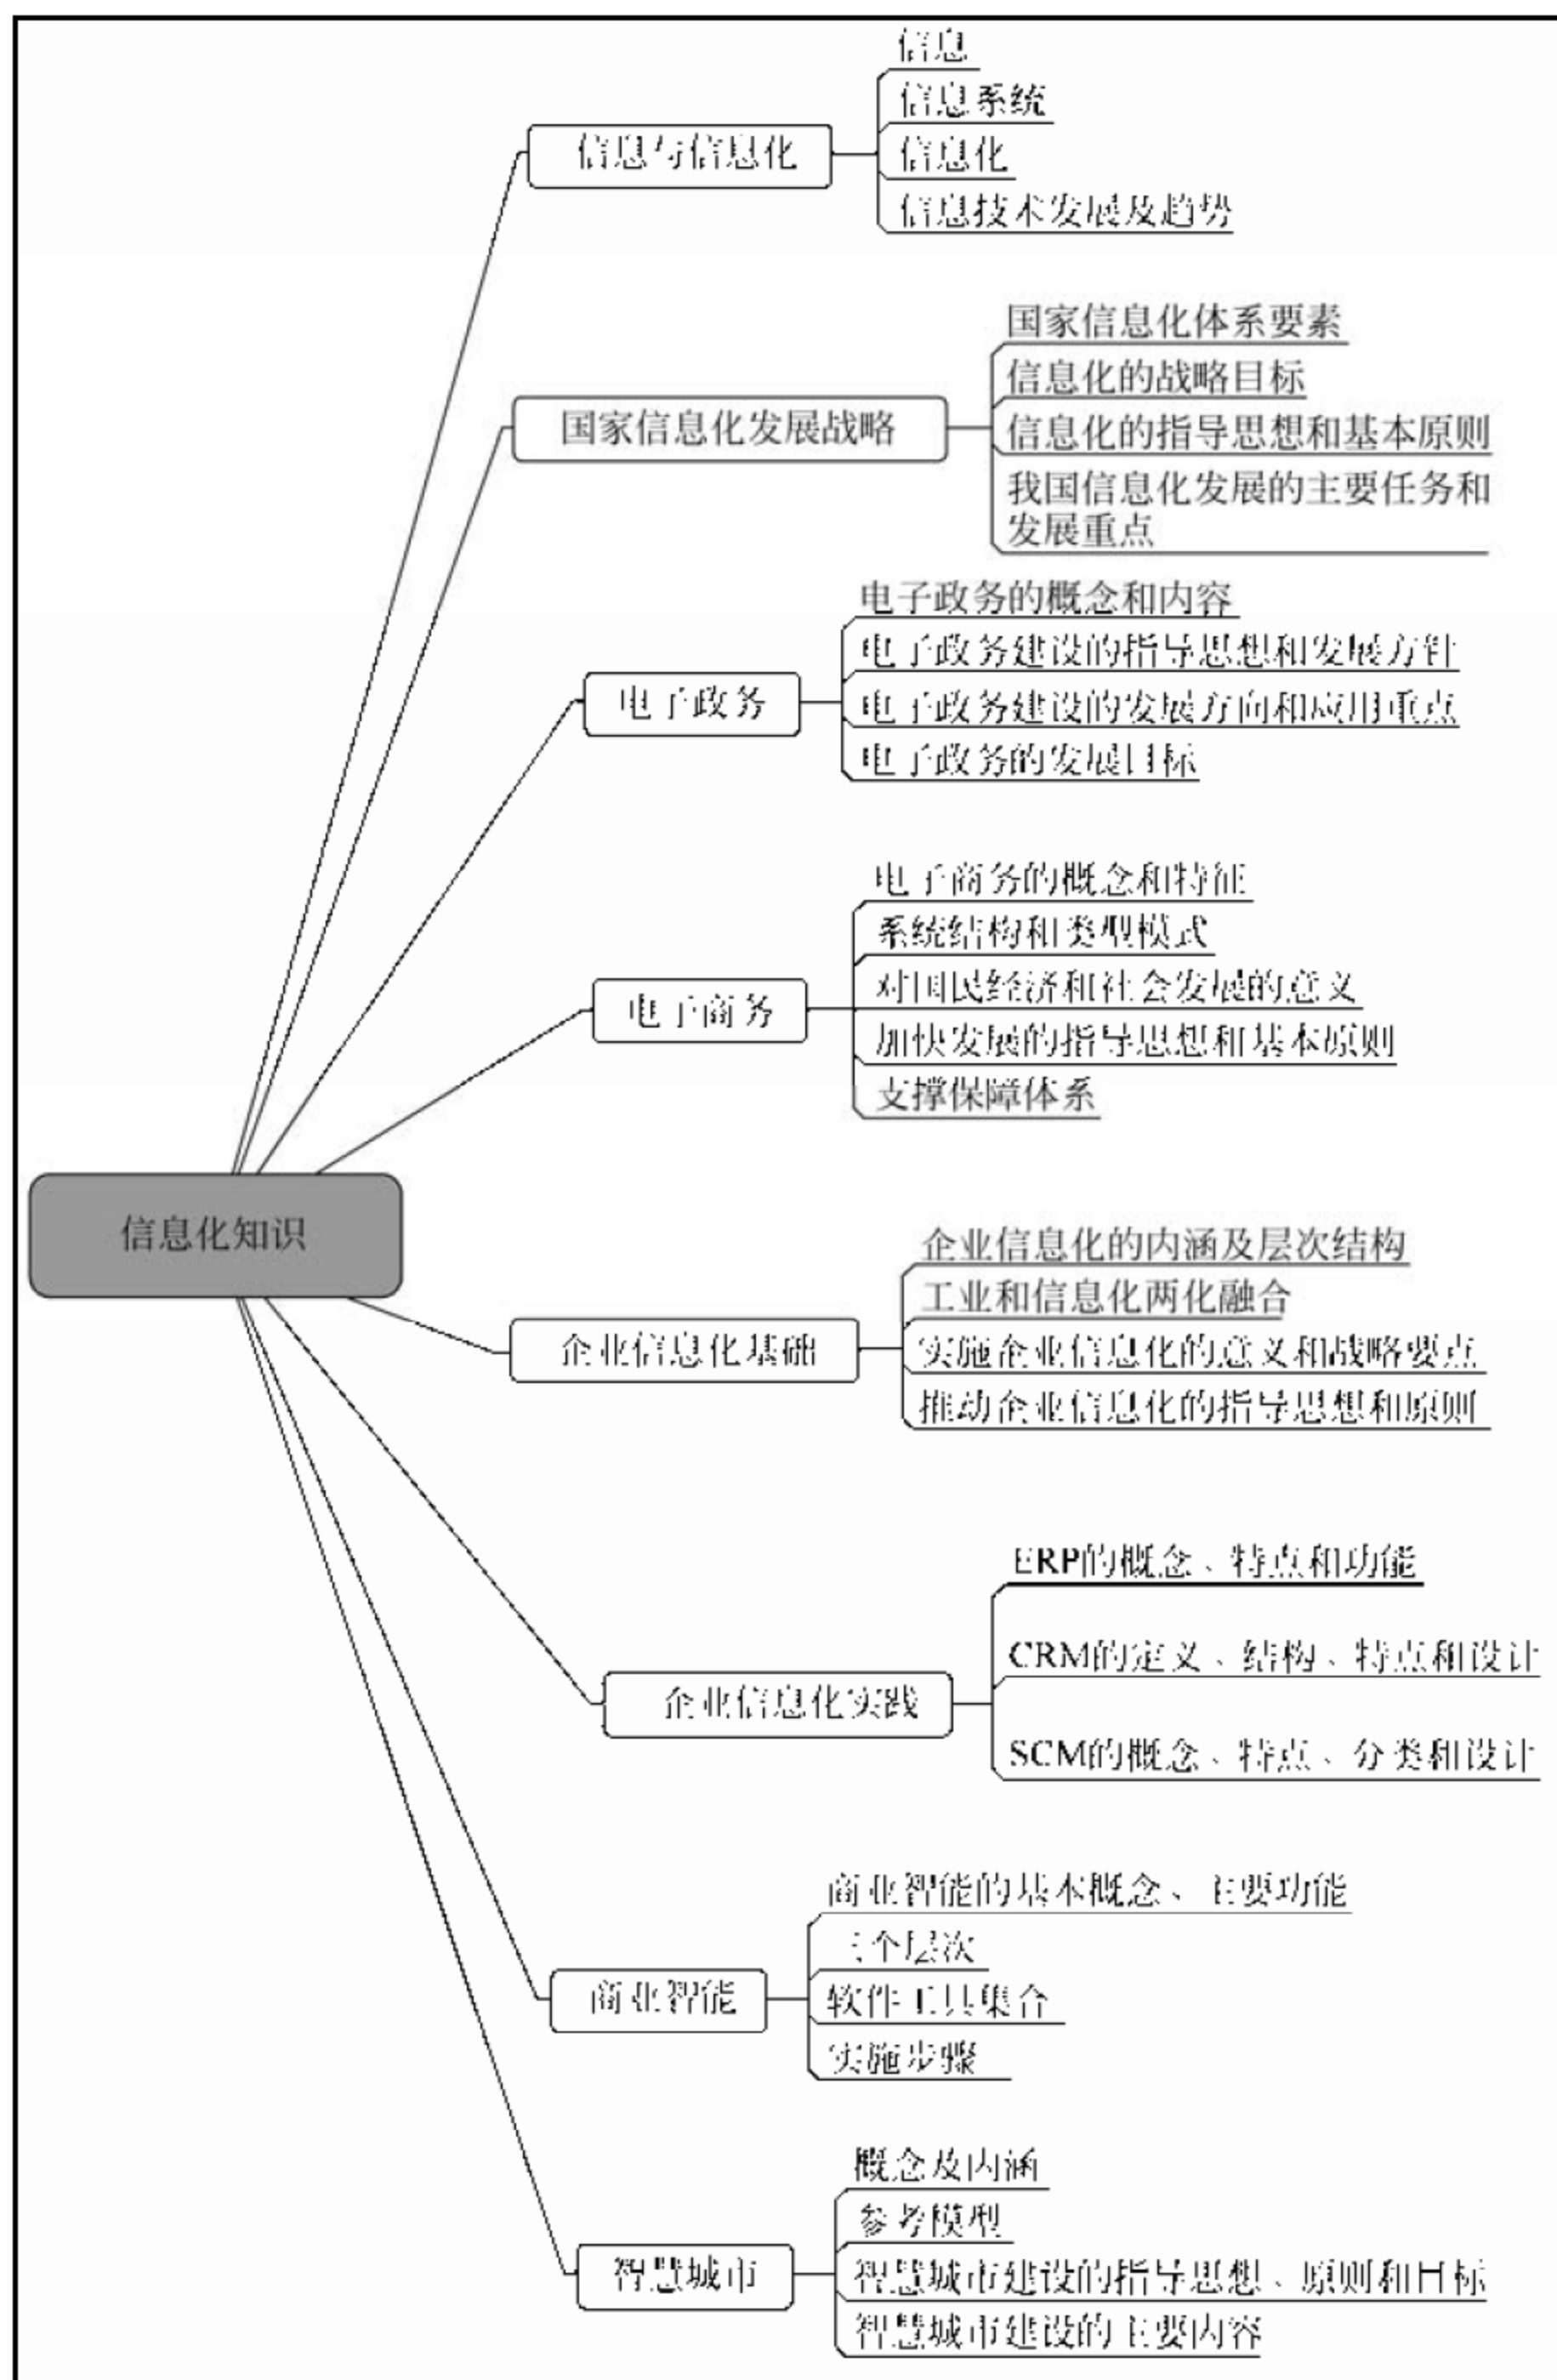 信息化知识
信息与信息化
信息
信息系统
信息化
信息技术发展及趋势
国家信息化发展战略
国家信息化体系要素
信息化的战略目标
信息化的指导思想和基本原则
我国信息化发展的主要任务和
发展重点
电子政务
电子政务的概念和内容
电子政务建设的指导思想和发展方针
电子政务建设的发展方向和应用重点
电子政务的发展目标
电子商务
电子商务的概念和特征
系统结构和类型模式
对国民经济和社会发展的意义
加快发展的指导思想和基本原则
支撑保障体系
企业信息化基础
企业信息化的内涵及层次结构
工业和信息化两化融合
实施企业信息化的意义和战略要点
推动企业信息化的指导思想和原则
企业信息化实践
ERP的概念、特点和功能
CRM的定义、结构、特点和设计
SCM的概念、特点、分类和设计
商业智能
商业智能的基本概念、主要功能
三个层次
软件工具集合
实施步骤
智慧城市
概念及内涵
参考模型
智慧城市建设的指导思想、原则和目标
智慧城市建设的主要内容